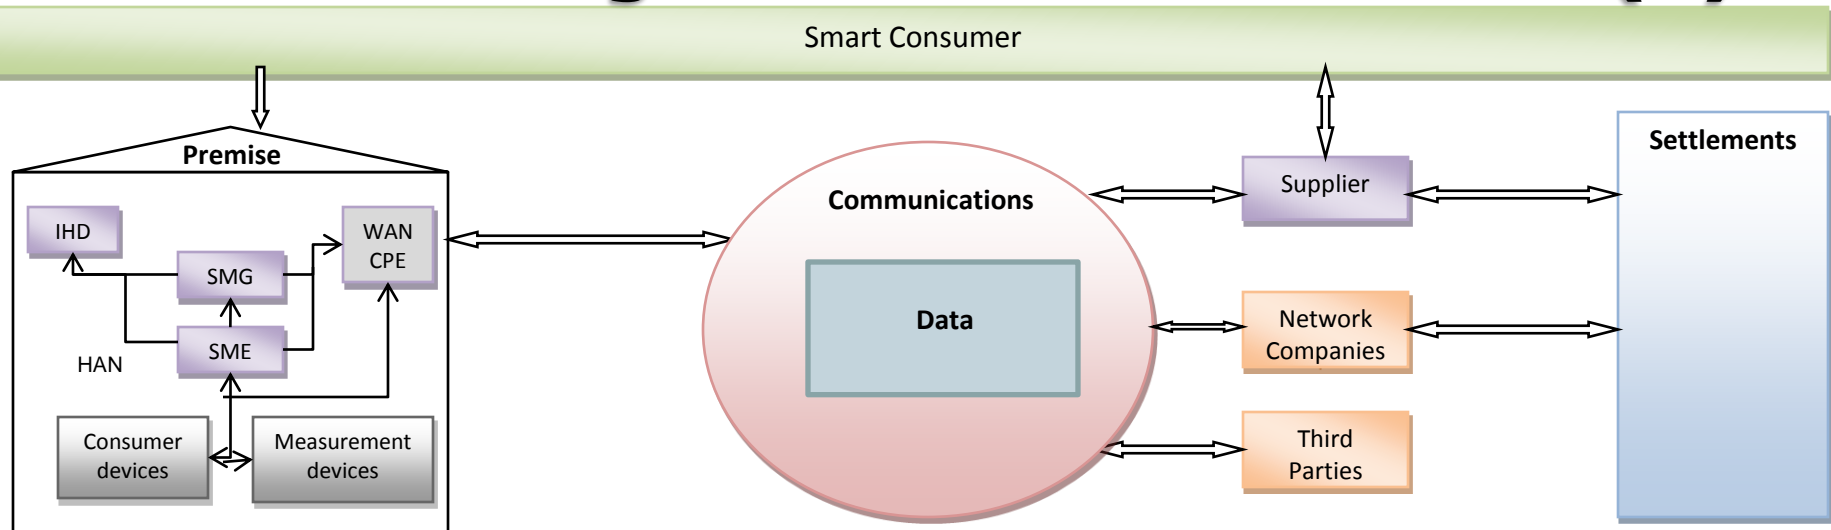 Smart Consumer
Premise
IHD
WAN
CPE
SMG
SME
HAN
Consumer
devices
Measurement
devices
Communications
Data
Supplier
Network
Companies
Third
Parties
Settlements